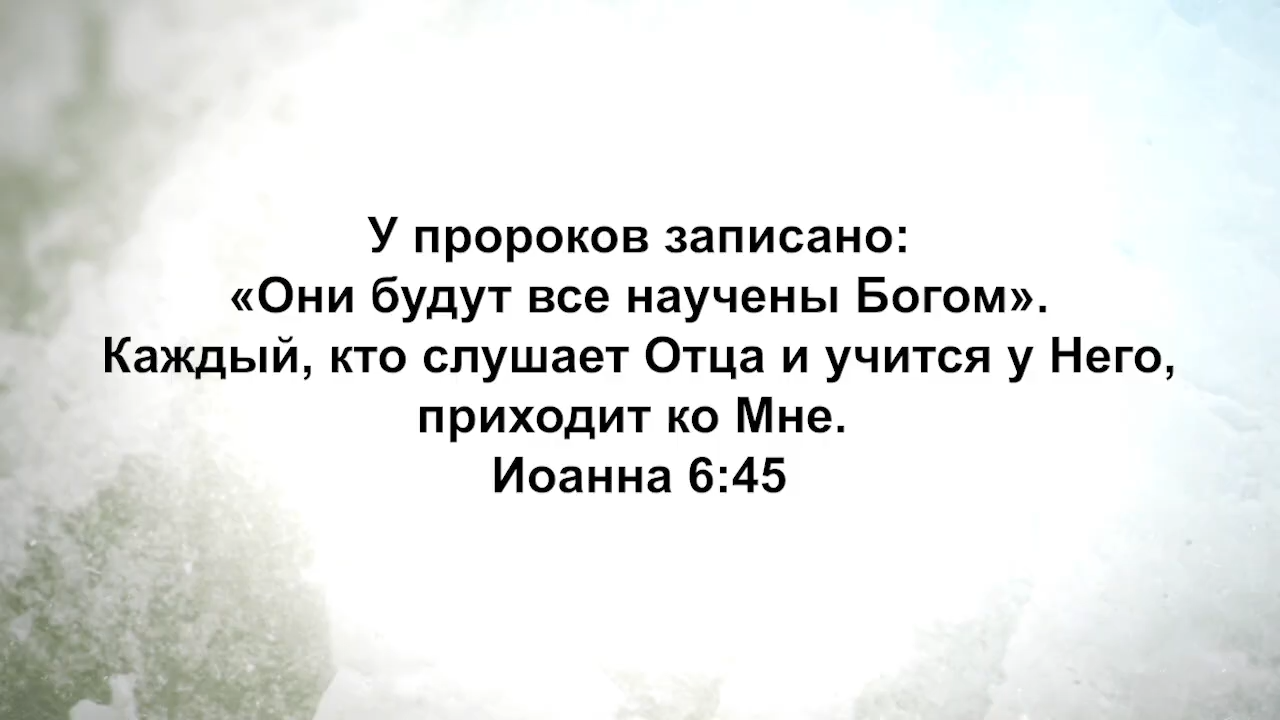 У пророков записано:
«Они будут все научены Богом».
Каждый, кто слушает Отца и учится у Него,
приходит ко Мне.
Иоанна 6:45